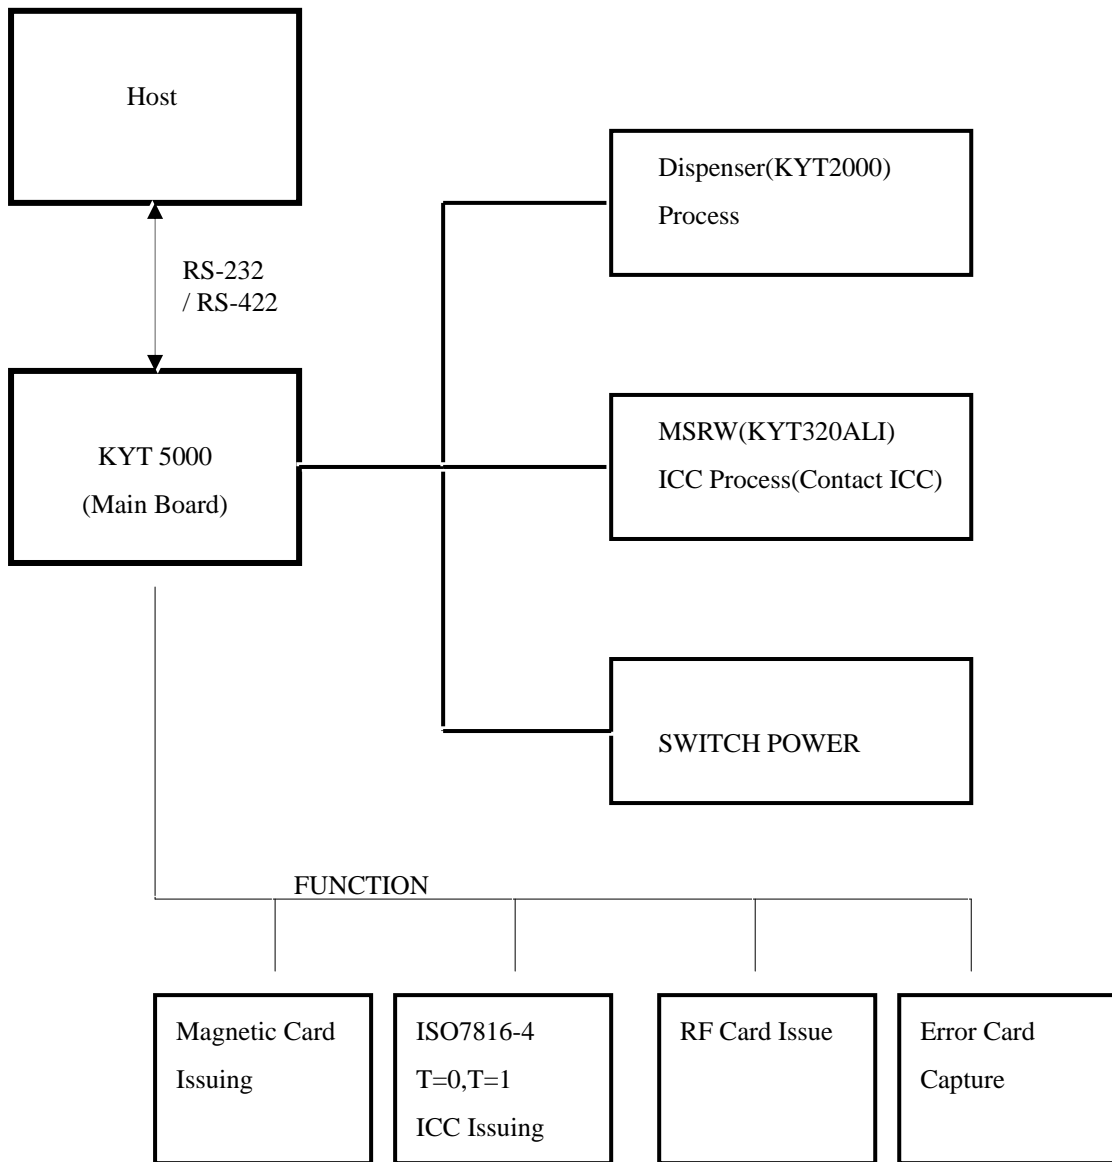 Host
RS-232
/ RS-422
KYT 5000
(Main Board)
Dispenser(KYT2000)
Process
MSRW(KYT320ALI)
ICC Process(Contact ICC)
SWITCH POWER
FUNCTION
Magnetic Card
Issuing
ISO7816-4
T=0,T=1
ICC Issuing
RF Card Issue
Error Card
Capture